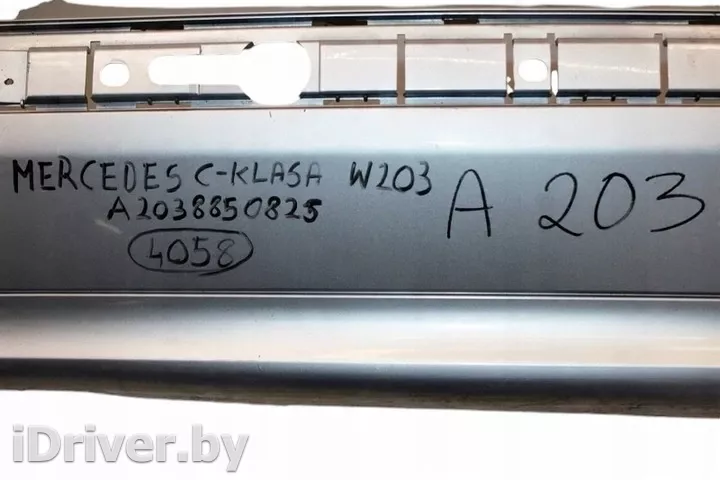 MERCEDES C-KLASA W203
A2038850825
4058
A 203
iDriver.by